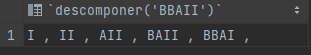 `descomponer('BBAII')`
1 I , II , AII , BAII , BBAI ,